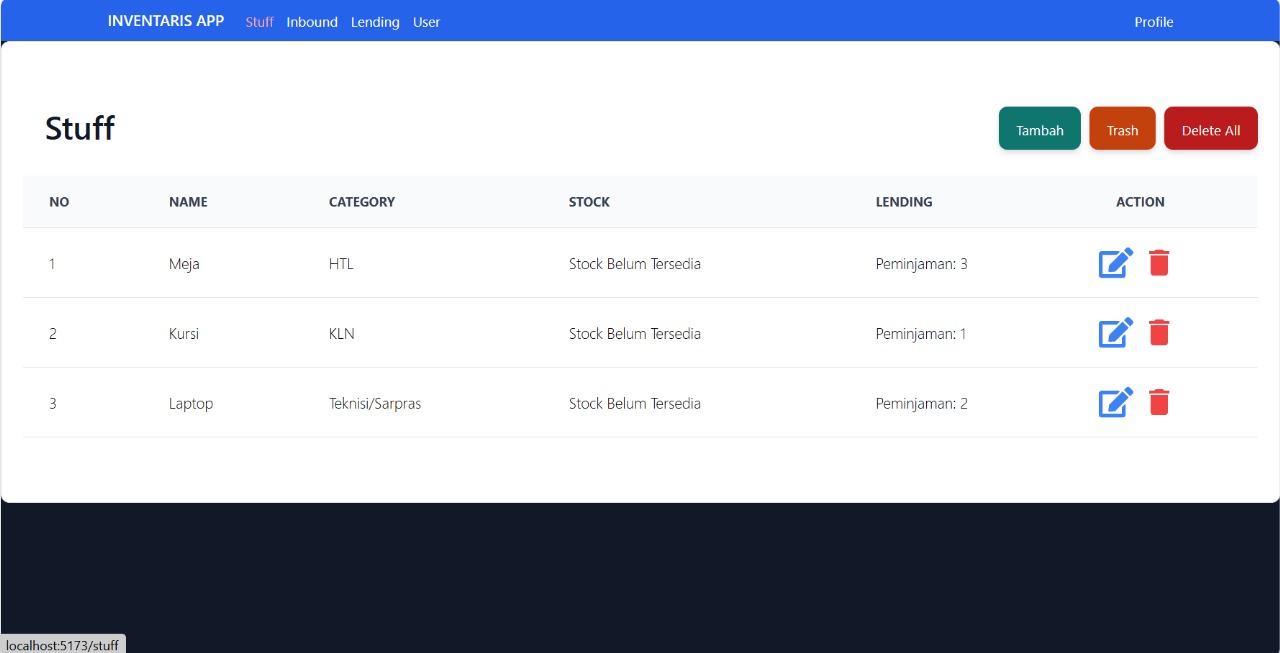 INVENTARIS APP Stuff Inbound Lending User Profile
Stuff Tambah Trash Delete All
NO NAME CATEGORY STOCK LENDING ACTION
1 Meja HTL Stock Belum Tersedia Peminjaman: 3
2 Kursi KLN Stock Belum Tersedia Peminjaman: 1
3 Laptop Teknisi/Sarpras Stock Belum Tersedia Peminjaman: 2
localhost:5173/stuff